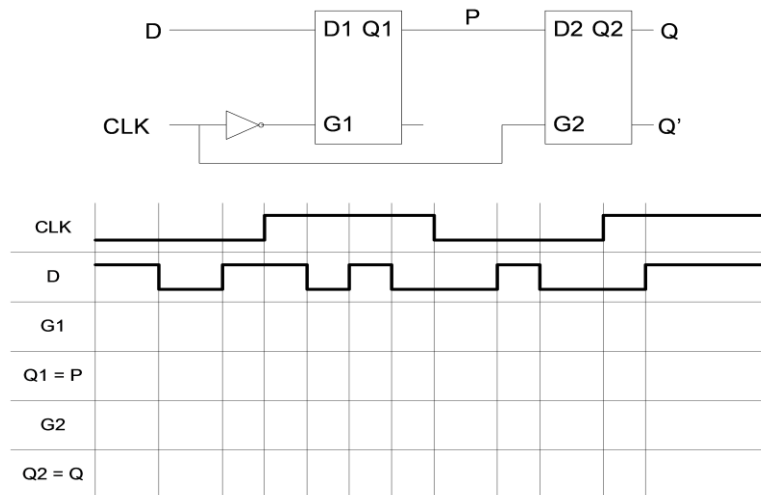 D
D1 Q1
P
D2 Q2
Q
CLK
G1
G2
Q'
CLK
D
G1
Q1 = P
G2
Q2 = Q